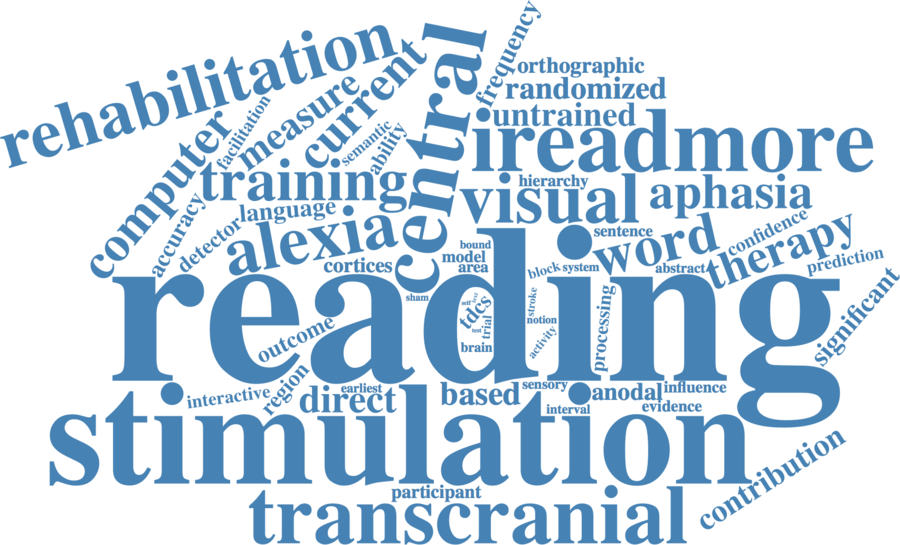 rehabilitation
central
frequency
orthographic
randomized
untrained
current
measure
facilitation
computer
semantic
ability
ireadmore
training
visual
hierarchy
aphasia
accuracy
detector
language
alexia
cortices
bound
model
area
sentence
word
confidence
therapy
abstract
block
system
prediction
reading
sham
self
tdcs
trial
test
brain
stroke
notion
activity
processing
significant
outcome
region
interactive
earliest
direct
based
sensory
interval
anodal
influence
evidence
stimulation
participant
transcranial
contribution